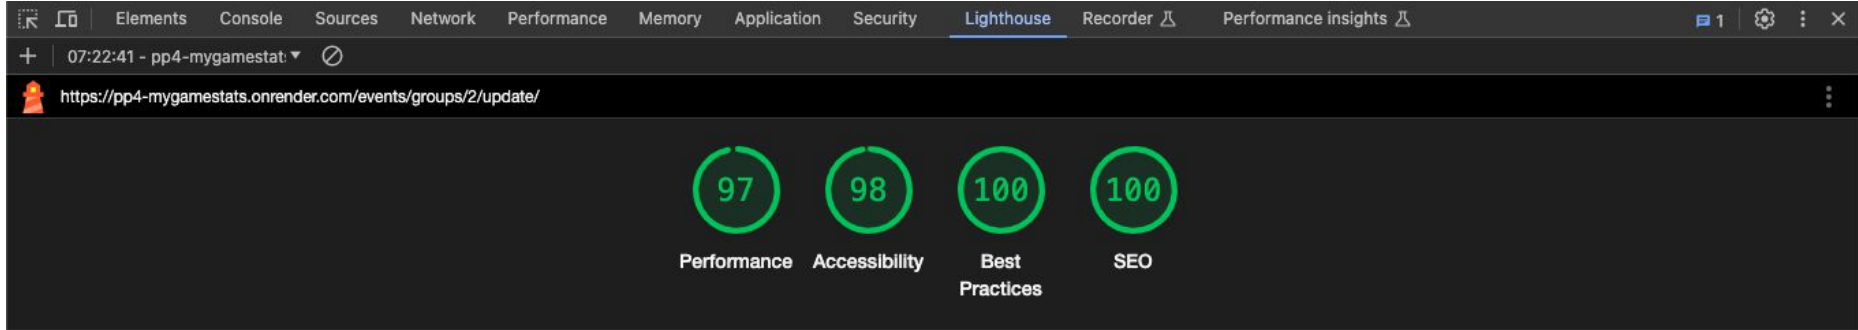 Elements Console Sources Network Performance Memory Application Security Lighthouse Recorder Performance insights 1
07:22:41 - pp4-mygamestat:
https://pp4-mygamestats.onrender.com/events/groups/2/update/
97 98 100 100
Performance Accessibility Best Practices SEO